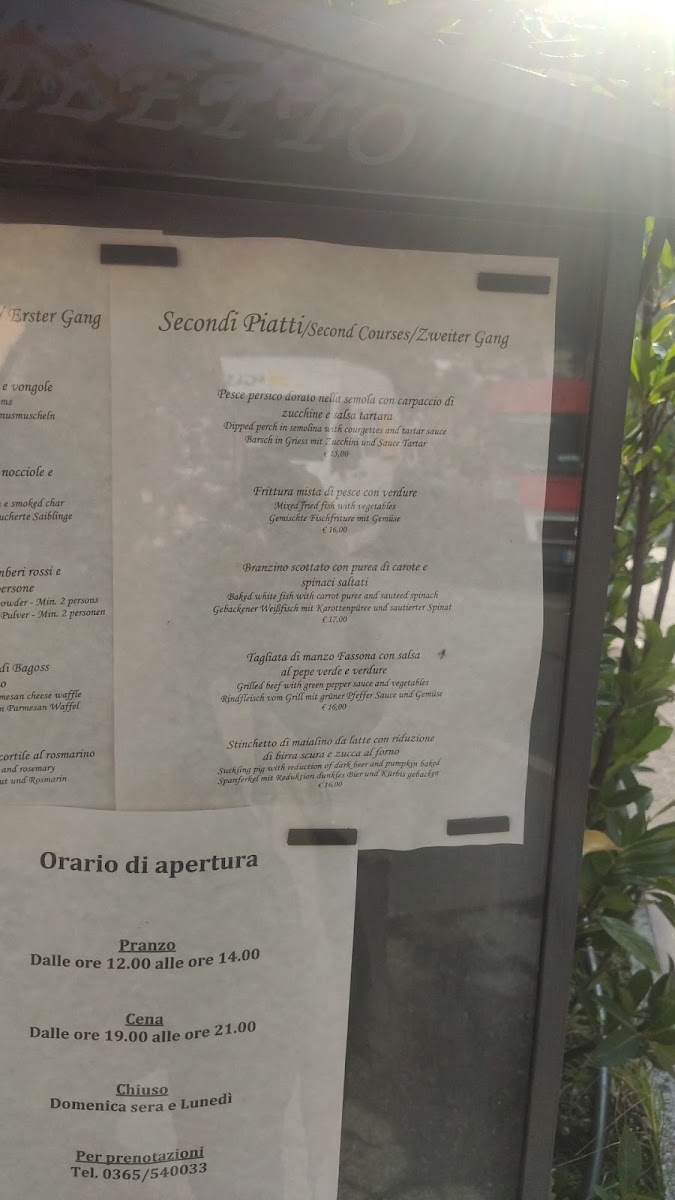 LETTO
/ Erster Gang
e vongole
ms
nusmuscheln
nocciole e
e smoked char
ucherte Saiblinge
nberi rossi e
persone
owder - Min. 2 persons
Pulver - Min. 2 personen
di Bagoss
o
mesan cheese waffle
n Parmesan Waffel
cortile al rosmarino
and rosemary
ut und Rosmarin
Secondi Piatti/Second Courses/Zweiter Gang
Pesce persico dorato nella semola con carpaccio di
zucchine e salsa tartara
Dipped perch in semolina with courgettes and tartar sauce
Barsch in Griess mit Zucchini und Sauce Tartar
€ 15,00
Frittura mista di pesce con verdure
Mixed fried fish with vegetables
Gemischte Fischfriture mit Gemüse
€ 16,00
Branzino scottato con purea di carote e
spinaci saltati
Baked white fish with carrot puree and sauteed spinach
Gebackener Weißfisch mit Karottenpüree und sautierter Spinat
€ 17,00
Tagliata di manzo Fassona con salsa
al pepe verde e verdure
Grilled beef with green pepper sauce and vegetables
Rindfleisch vom Grill mit grüner Pfeffer Sauce und Gemüse
€ 16,00
Stinchetto di maialino da latte con riduzione
di birra scura e zucca al forno
Suckling pig with reduction of dark beer and pumpkin baked
Spanferkel mit Reduktion dunkles Bier und Kürbis gebacken
€ 16,00
Orario di apertura
Pranzo
Dalle ore 12.00 alle ore 14.00
Cena
Dalle ore 19.00 alle ore 21.00
Chiuso
Domenica sera e Lunedì
Per prenotazioni
Tel. 0365/540033